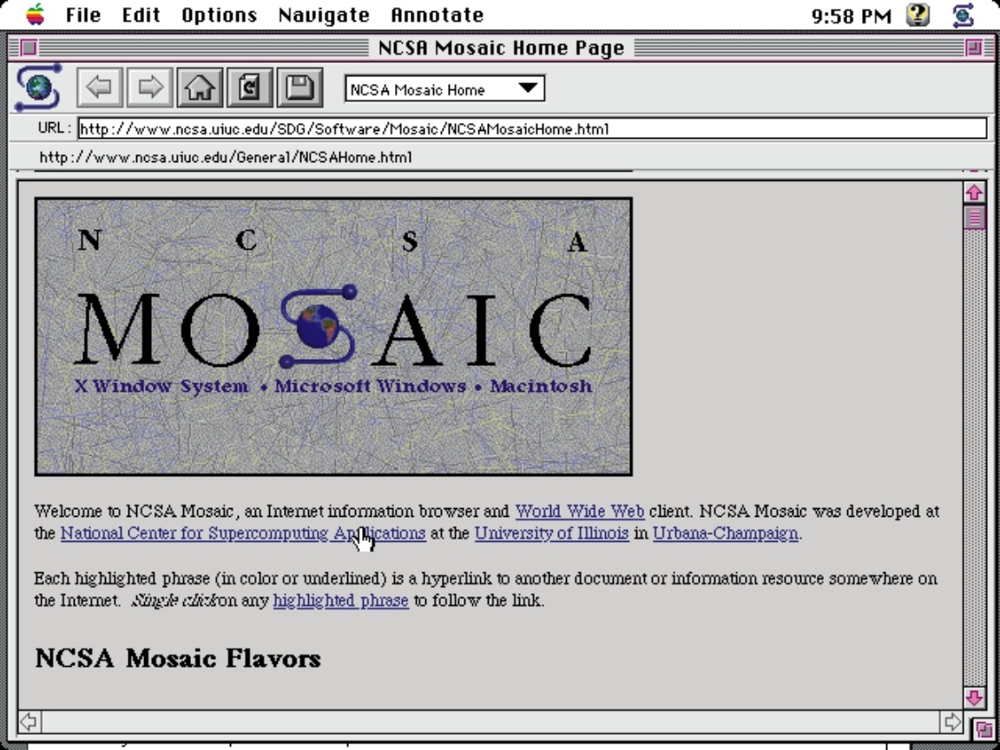 File Edit Options Navigate Annotate 9:58 PM
NCSA Mosaic Home Page
NCSA Mosaic Home
URL: http://www.ncsa.uiuc.edu/SDG/Software/Mosaic/NCSAMosaicHome.html
http://www.ncsa.uiuc.edu/General/NCSAHome.html
N C S A
MOSAIC
X Window System • Microsoft Windows • Macintosh
Welcome to NCSA Mosaic, an Internet information browser and World Wide Web client. NCSA Mosaic was developed at
the National Center for Supercomputing Applications at the University of Illinois in Urbana-Champaign.
Each highlighted phrase (in color or underlined) is a hyperlink to another document or information resource somewhere on
the Internet. Single click on any highlighted phrase to follow the link.
NCSA Mosaic Flavors